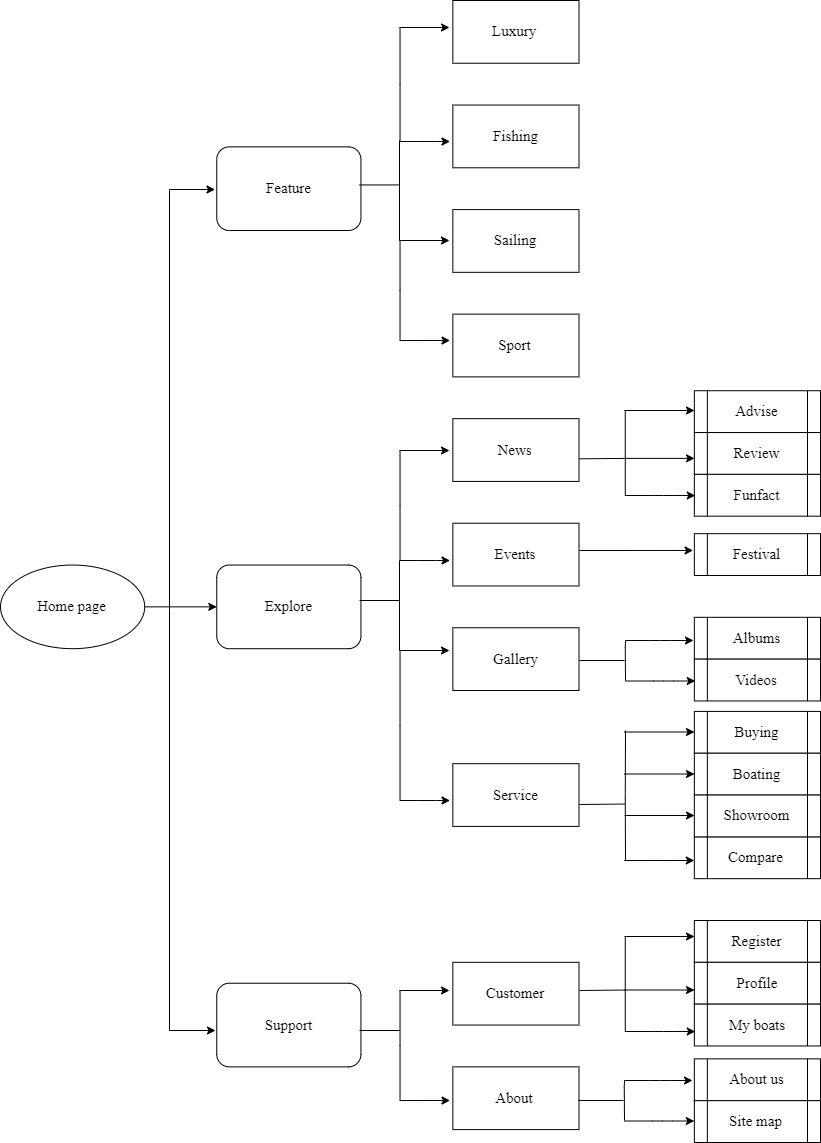 Luxury
Fishing
Feature
Sailing
Sport
Advise
News
Review
Funfact
Events
Festival
Home page
Explore
Albums
Gallery
Videos
Buying
Boating
Service
Showroom
Compare
Register
Customer
Profile
Support
My boats
About us
About
Site map